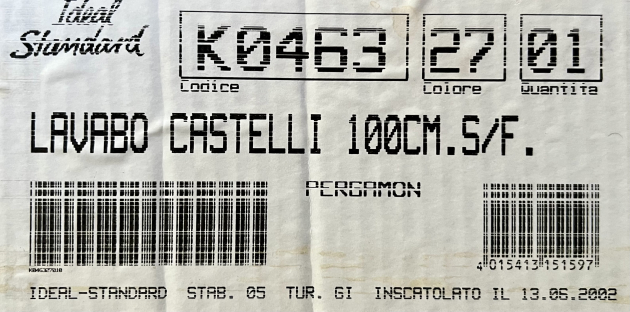 Ideal
Standard
K0463 27 01
Codice Colore Quantita
LAVABO CASTELLI 100CM.S/F.
PERGAMON
4 015413 151597
IDEAL-STANDARD STAB. 05 TUR. GI INSCATOLATO IL 13.06.2002